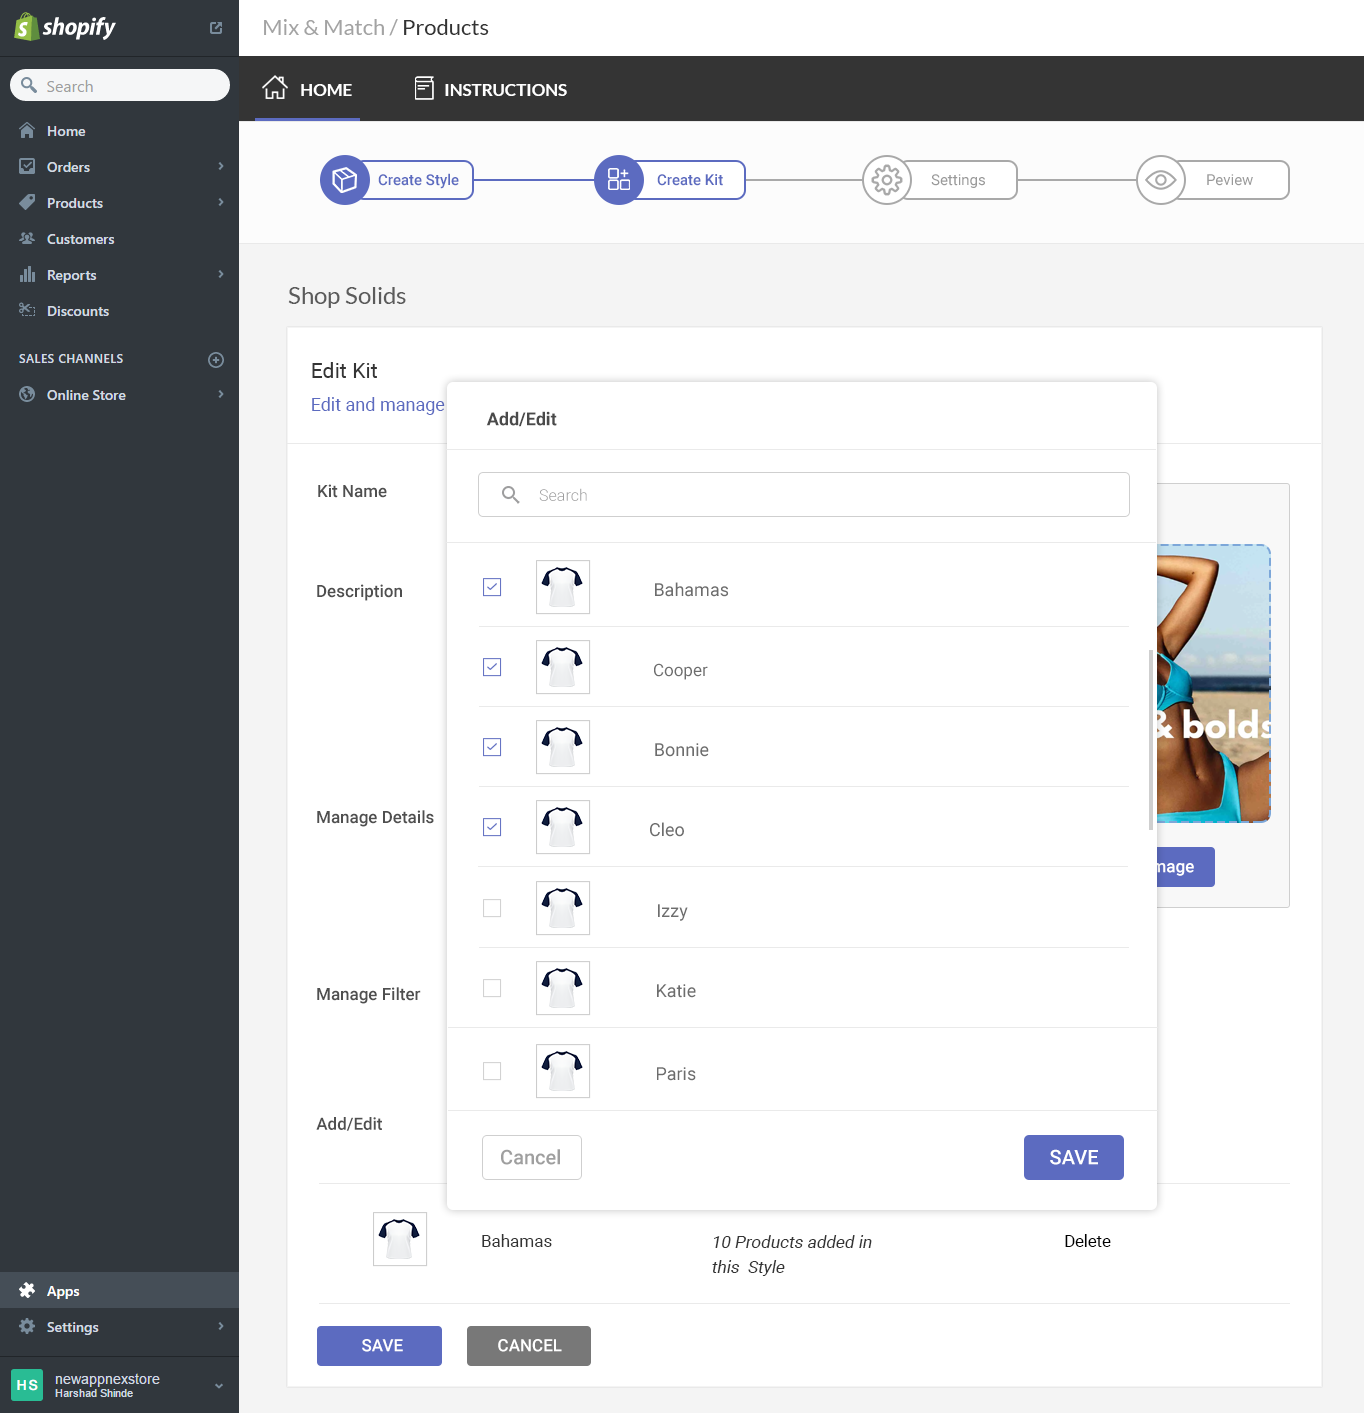 shopify
Mix & Match / Products
Search
HOME
INSTRUCTIONS
Home
Orders
Products
Customers
Reports
Discounts
SALES CHANNELS
Online Store
Create Style
Create Kit
Settings
Peview
Shop Solids
Edit Kit
Edit and manage
Add/Edit
Search
Kit Name
Description
Manage Details
Manage Filter
Add/Edit
Bahamas
Cooper
Bonnie
Cleo
Izzy
Katie
Paris
& bolds
mage
Cancel
SAVE
Bahamas
10 Products added in
this Style
Delete
SAVE
CANCEL
Apps
Settings
HS
newappnexstore
Harshad Shinde